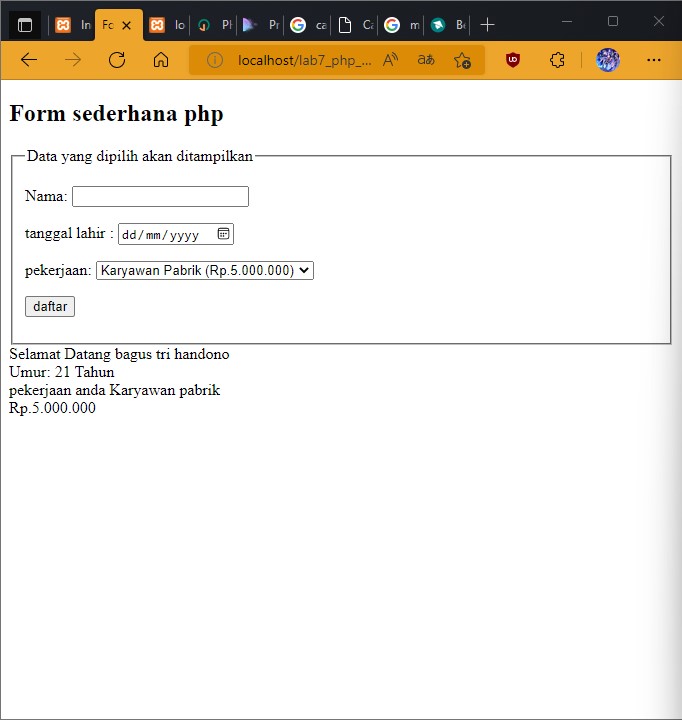 In
Fc
lo
Pr
ca
Ca
m
localhost/lab7_php_...
Form sederhana php
Data yang dipilih akan ditampilkan
Nama:
tanggal lahir : dd/mm/yyyy
pekerjaan: Karyawan Pabrik (Rp.5.000.000)
daftar
Selamat Datang bagus tri handono
Umur: 21 Tahun
pekerjaan anda Karyawan pabrik
Rp.5.000.000